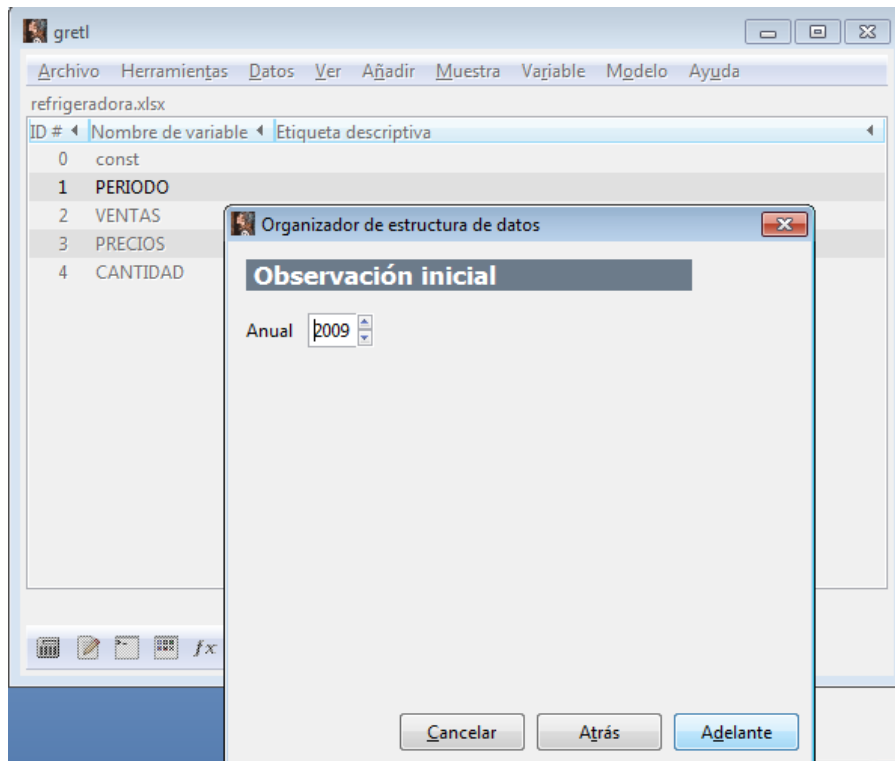 gretl
Archivo Herramientas Datos Ver Añadir Muestra Variable Modelo Ayuda
refrigeradora.xlsx
ID # Nombre de variable Etiqueta descriptiva
0 const
1 PERIODO
2 VENTAS
3 PRECIOS
4 CANTIDAD
Organizador de estructura de datos
Observación inicial
Anual 2009
fx
Cancelar Atrás Adelante